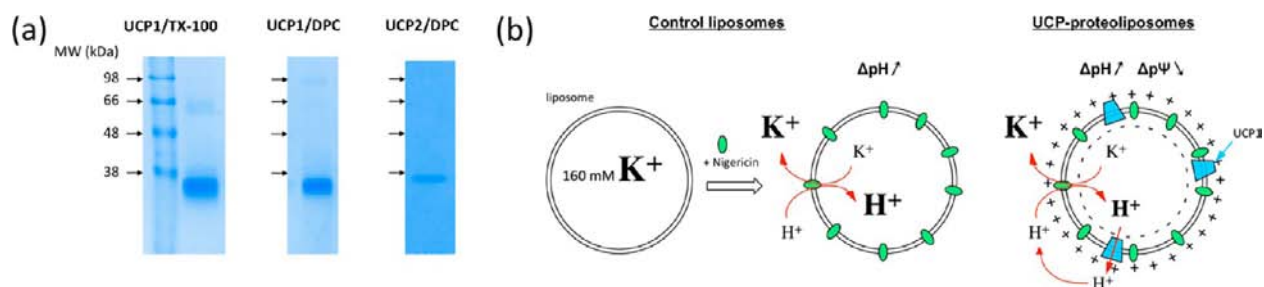 (a)
UCP1/TX-100 UCP1/DPC UCP2/DPC
MW (kDa)
98
66
48
38
(b)
Control liposomes UCP-proteoliposomes
ΔpH↗ ΔpH↗ ΔpΨ↘
liposome
160 mM K⁺
+ Nigericin
K⁺ K⁺
H⁺
H⁺
K⁺ K⁺
UCP1
H⁺
H⁺
H⁺